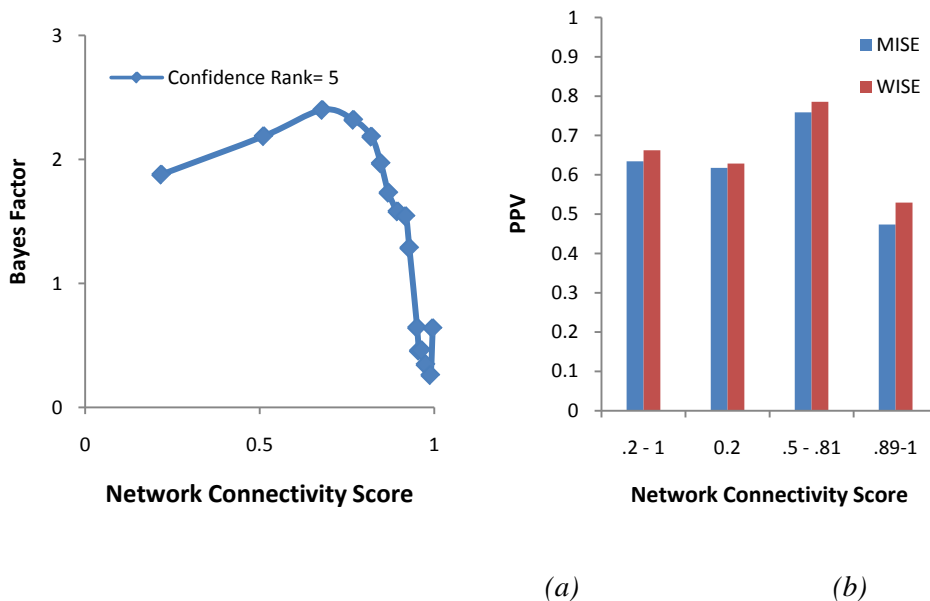 3
2
1
0
Bayes Factor
Confidence Rank= 5
0
0.5
1
Network Connectivity Score
1
0.9
0.8
0.7
0.6
0.5
0.4
0.3
0.2
0.1
0
PPV
MISE
WISE
.2 - 1
0.2
.5 - .81
.89-1
Network Connectivity Score
(a)
(b)